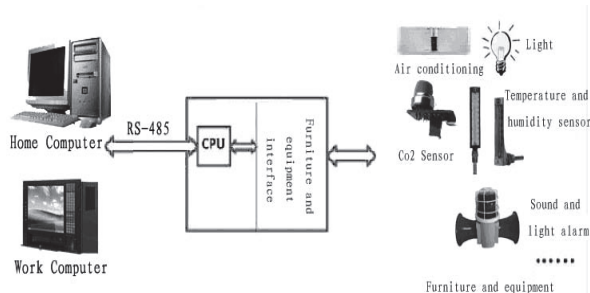 Light
Air conditioning
RS-485
Home Computer
CPU
Furniture and
equipment
interface
Temperature and
humidity sensor
Co2 Sensor
Sound and
light alarm
Work Computer
......
Furniture and equipment